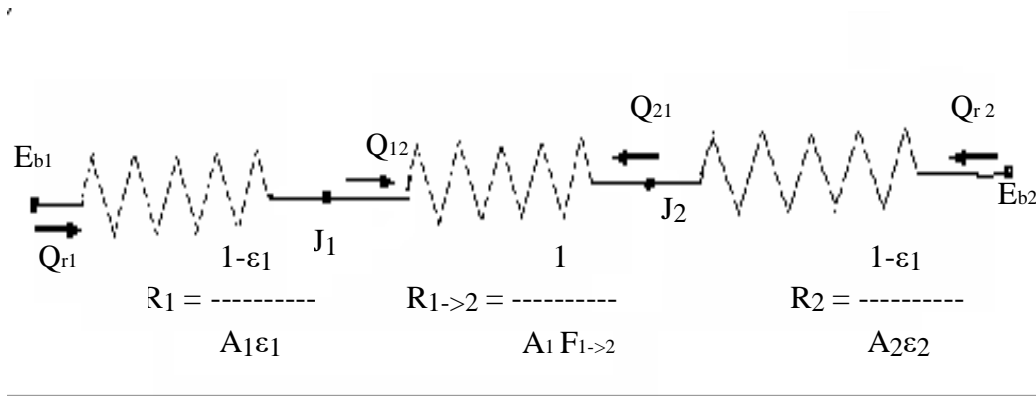 Q21 Qr 2
Eb1 Q12 Eb2
Qr1 J1 J2
1-ε1 1 1-ε1
R1 = ---------- R1->2 = ---------- R2 = ----------
A1ε1 A1 F1->2 A2ε2